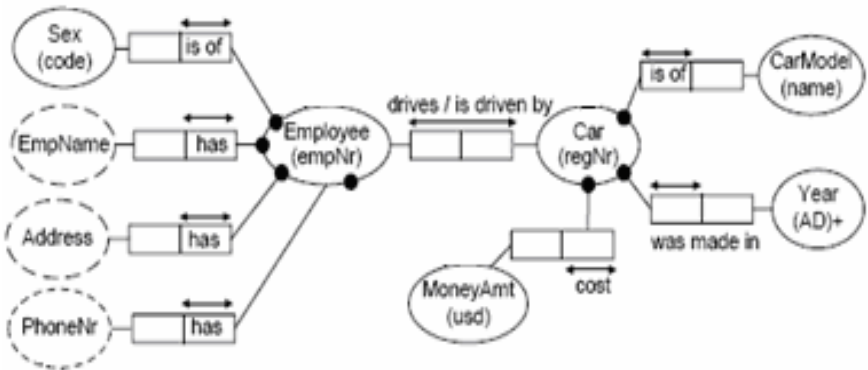 Sex
(code)
is of
EmpName
has
Address
has
PhoneNr
has
Employee
(empNr)
drives / is driven by
Car
(regNr)
is of
CarModel
(name)
was made in
Year
(AD)+
cost
MoneyAmt
(usd)